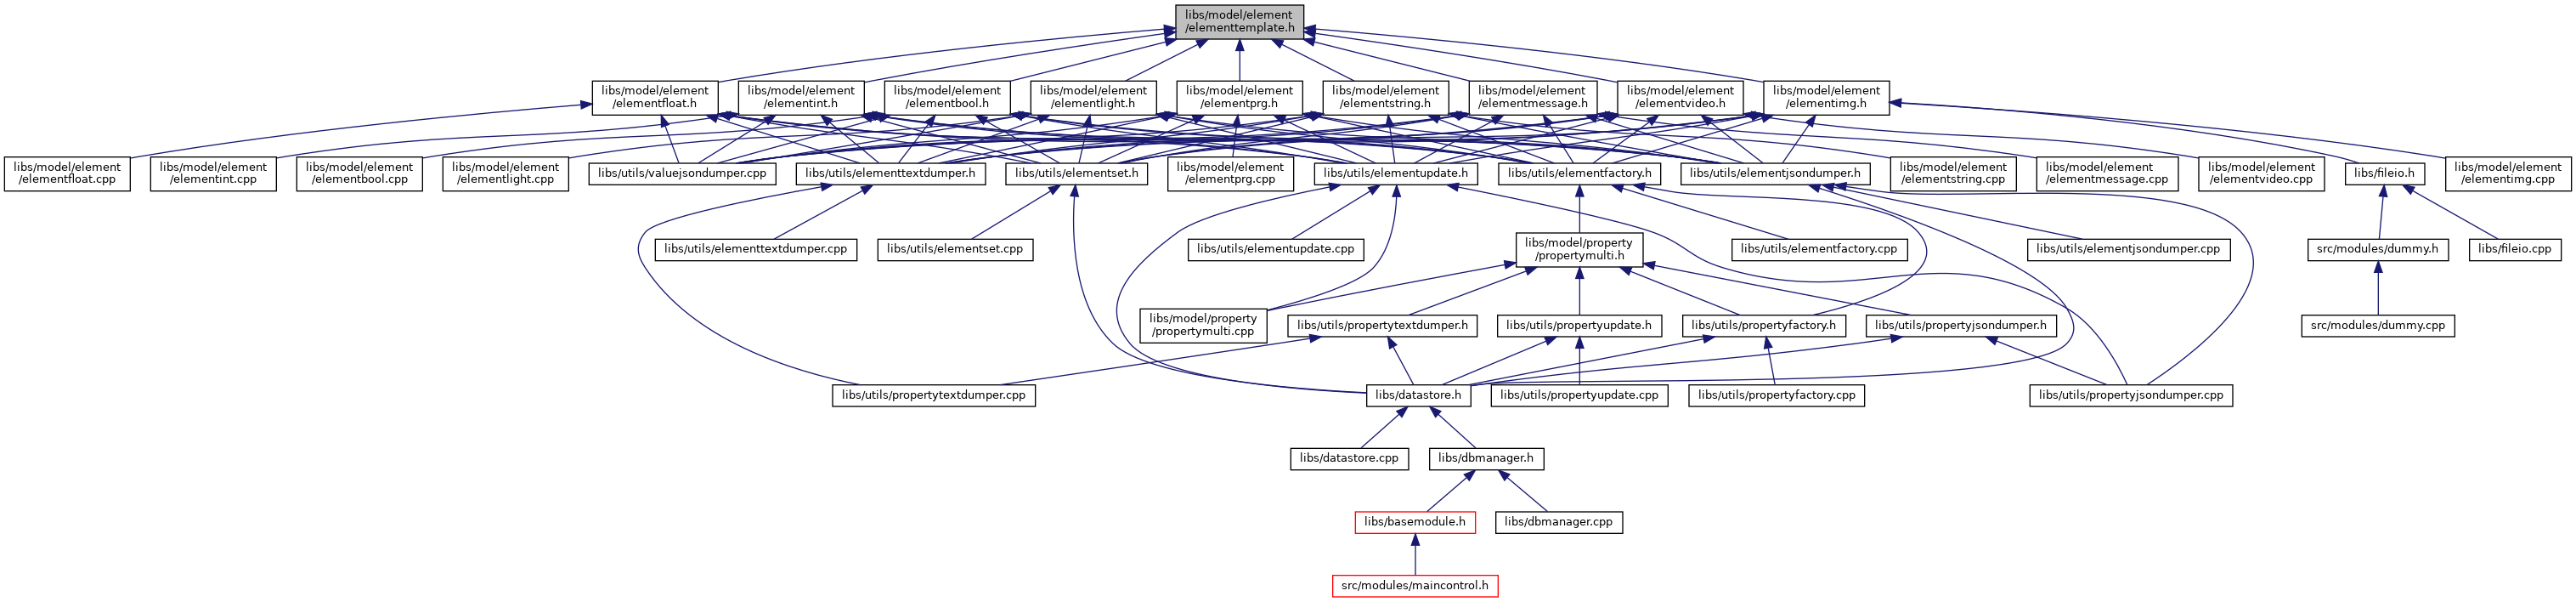 libs/model/element
/elementtemplate.h
libs/model/element
/elementfloat.h
libs/model/element
/elementint.h
libs/model/element
/elementbool.h
libs/model/element
/elementlight.h
libs/model/element
/elementprg.h
libs/model/element
/elementstring.h
libs/model/element
/elementmessage.h
libs/model/element
/elementvideo.h
libs/model/element
/elementimg.h
libs/model/element
/elementfloat.cpp
libs/model/element
/elementint.cpp
libs/model/element
/elementbool.cpp
libs/model/element
/elementlight.cpp
libs/utils/valuejsondumper.cpp
libs/utils/elementtextdumper.h
libs/utils/elementset.h
libs/model/element
/elementprg.cpp
libs/utils/elementupdate.h
libs/utils/elementfactory.h
libs/utils/elementjsondumper.h
libs/model/element
/elementstring.cpp
libs/model/element
/elementmessage.cpp
libs/model/element
/elementvideo.cpp
libs/fileio.h
libs/model/element
/elementimg.cpp
libs/utils/elementtextdumper.cpp
libs/utils/elementset.cpp
libs/utils/elementupdate.cpp
libs/model/property
/propertymulti.h
libs/utils/elementfactory.cpp
libs/utils/elementjsondumper.cpp
src/modules/dummy.h
libs/fileio.cpp
libs/model/property
/propertymulti.cpp
libs/utils/propertytextdumper.h
libs/utils/propertyupdate.h
libs/utils/propertyfactory.h
libs/utils/propertyjsondumper.h
src/modules/dummy.cpp
libs/utils/propertytextdumper.cpp
libs/datastore.h
libs/utils/propertyupdate.cpp
libs/utils/propertyfactory.cpp
libs/utils/propertyjsondumper.cpp
libs/datastore.cpp
libs/dbmanager.h
libs/basemodule.h
libs/dbmanager.cpp
src/modules/maincontrol.h